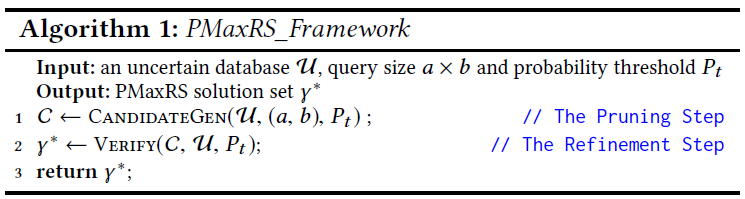 Algorithm 1: PMaxRS_Framework
Input: an uncertain database 𝒰, query size a × b and probability threshold P_t
Output: PMaxRS solution set γ*
1 C ← CANDIDATEGEN(𝒰, (a, b), P_t) ; // The Pruning Step
2 γ* ← VERIFY(C, 𝒰, P_t); // The Refinement Step
3 return γ*;